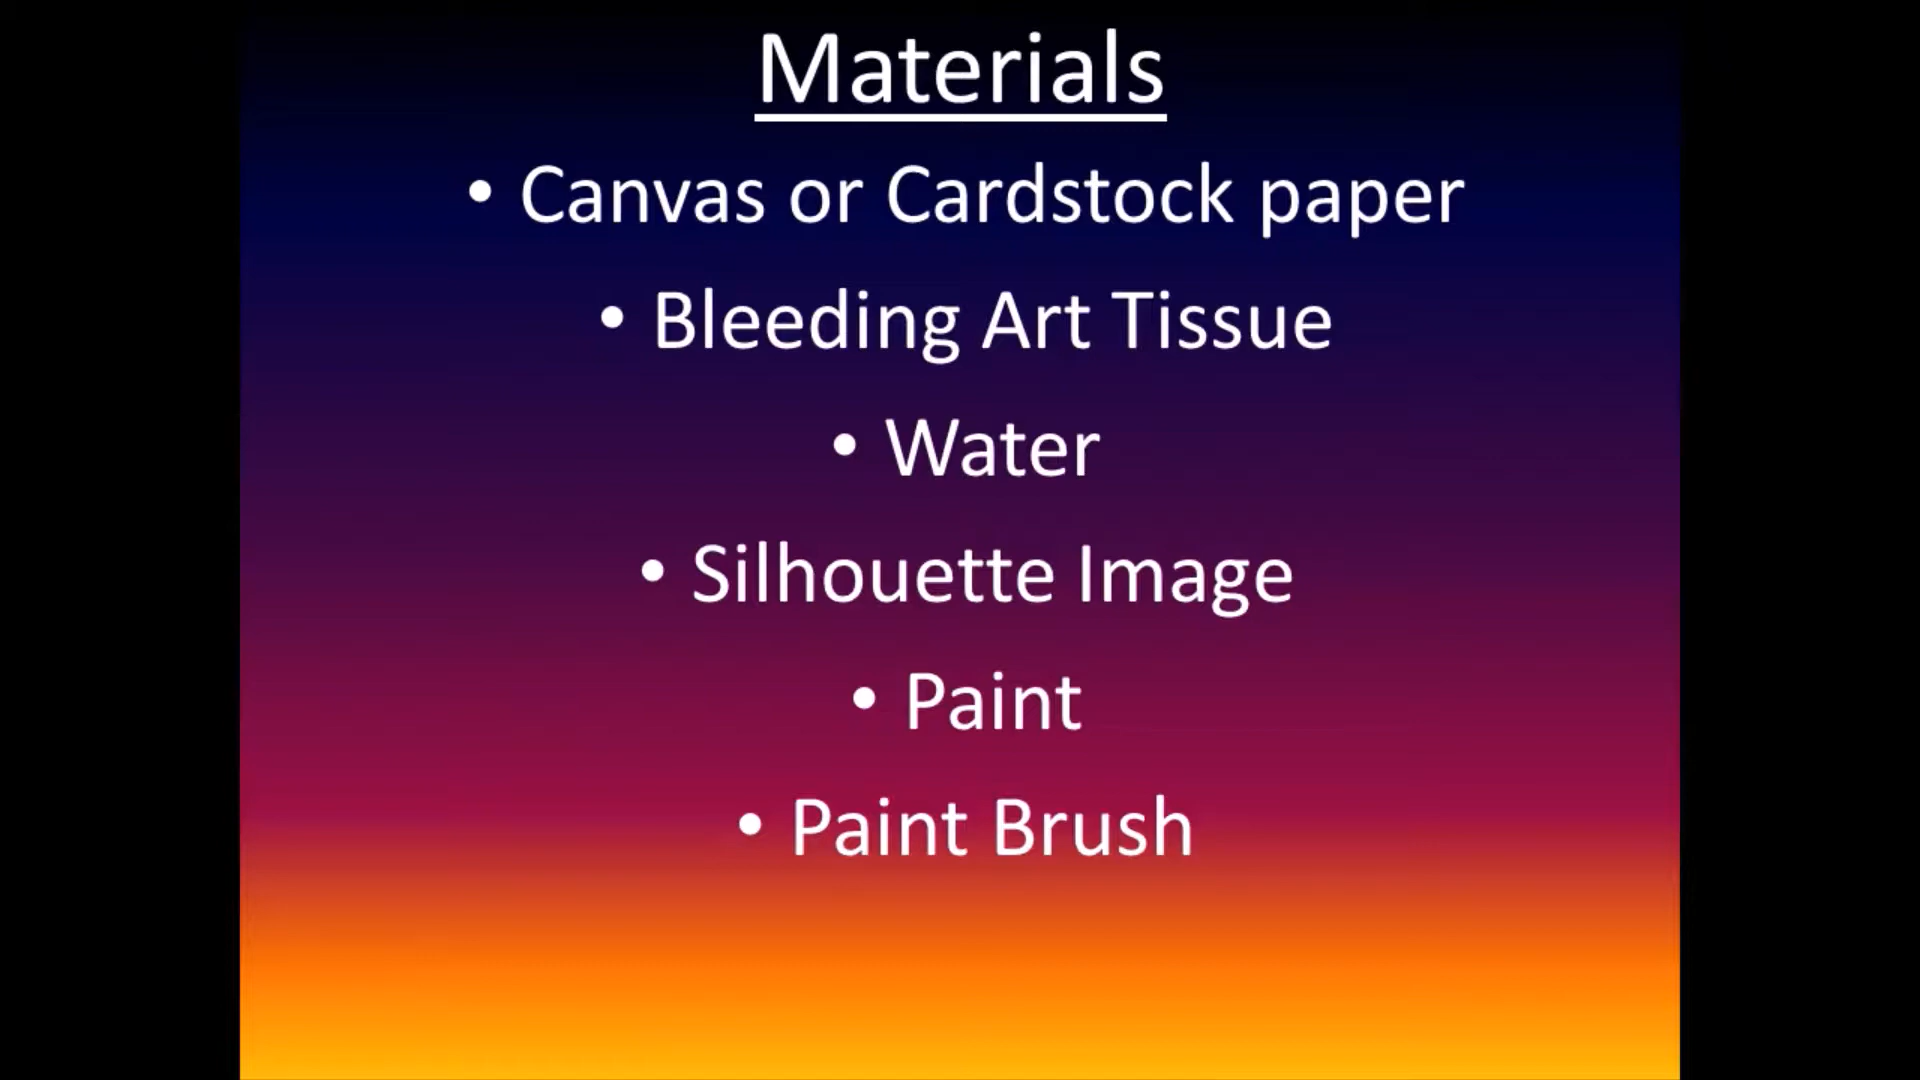 Materials
• Canvas or Cardstock paper
• Bleeding Art Tissue
• Water
• Silhouette Image
• Paint
• Paint Brush